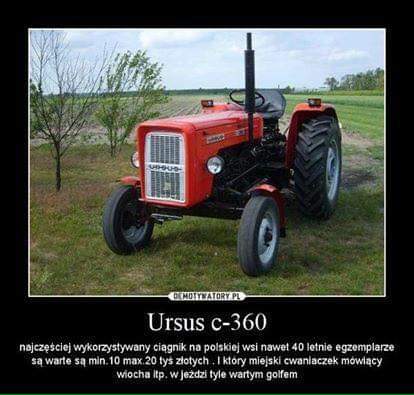 URSUS
DEMOTYWATORY.PL
Ursus c-360
najczęściej wykorzystywany ciągnik na polskiej wsi nawet 40 letnie egzemplarze
są warte są min.10 max.20 tyś złotych . I który miejski cwaniaczek mówiący
wiocha itp. w jeździ tyle wartym golfem